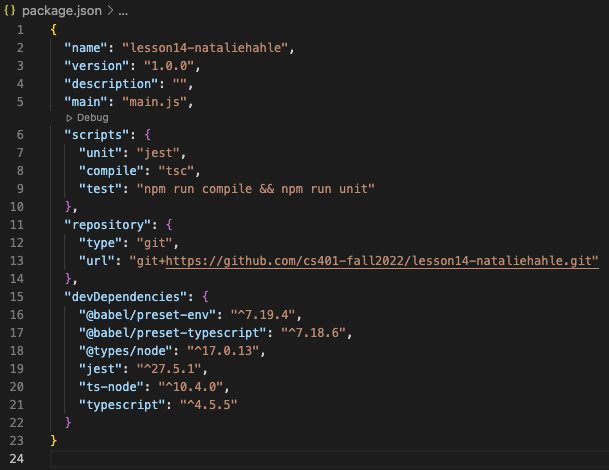 {} package.json > ...
1 {
2 "name": "lesson14-nataliehahle",
3 "version": "1.0.0",
4 "description": "",
5 "main": "main.js",
▷ Debug
6 "scripts": {
7 "unit": "jest",
8 "compile": "tsc",
9 "test": "npm run compile && npm run unit"
10 },
11 "repository": {
12 "type": "git",
13 "url": "git+https://github.com/cs401-fall2022/lesson14-nataliehahle.git"
14 },
15 "devDependencies": {
16 "@babel/preset-env": "^7.19.4",
17 "@babel/preset-typescript": "^7.18.6",
18 "@types/node": "^17.0.13",
19 "jest": "^27.5.1",
20 "ts-node": "^10.4.0",
21 "typescript": "^4.5.5"
22 }
23 }
24